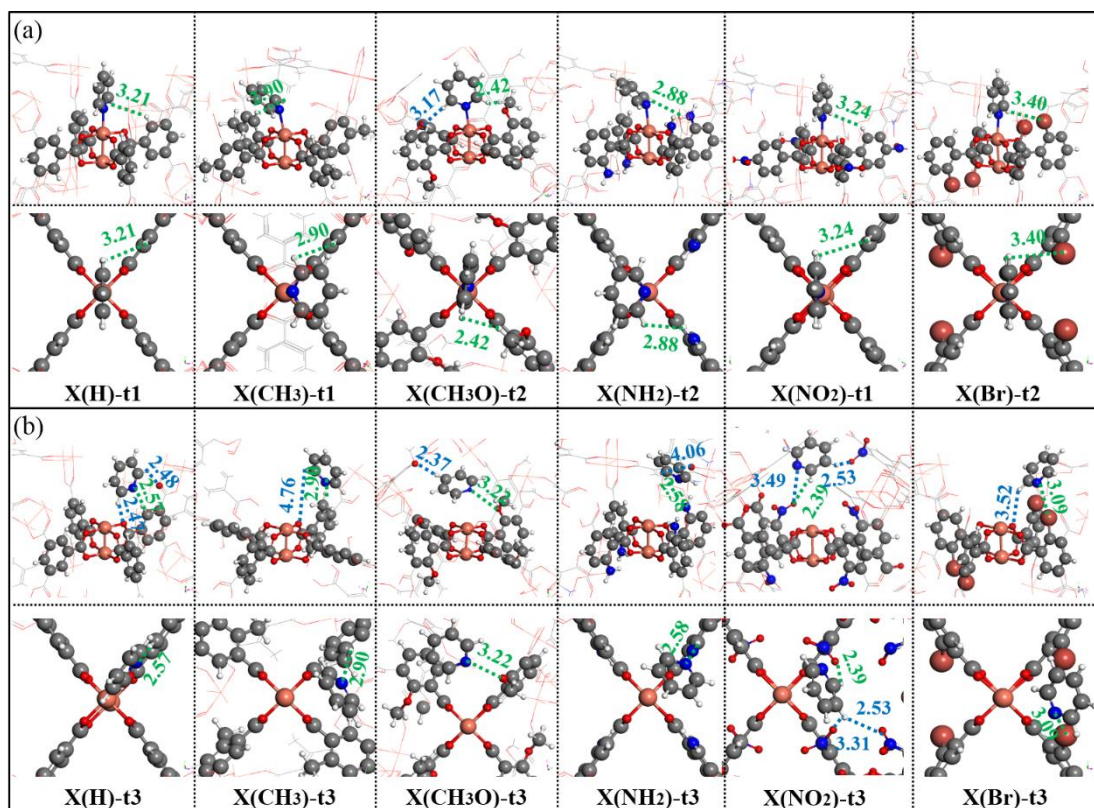 (a)
3.21
2.90
3.17
2.42
2.88
3.24
3.40
3.21
2.90
2.42
2.88
3.24
3.40
X(H)-t1
X(CH3)-t1
X(CH3O)-t2
X(NH2)-t2
X(NO2)-t1
X(Br)-t2
(b)
2.48
2.57
4.76
2.90
2.37
3.22
4.06
2.58
3.49
2.53
2.39
3.52
3.09
2.57
2.90
3.22
2.58
2.39
2.53
3.31
3.09
X(H)-t3
X(CH3)-t3
X(CH3O)-t3
X(NH2)-t3
X(NO2)-t3
X(Br)-t3